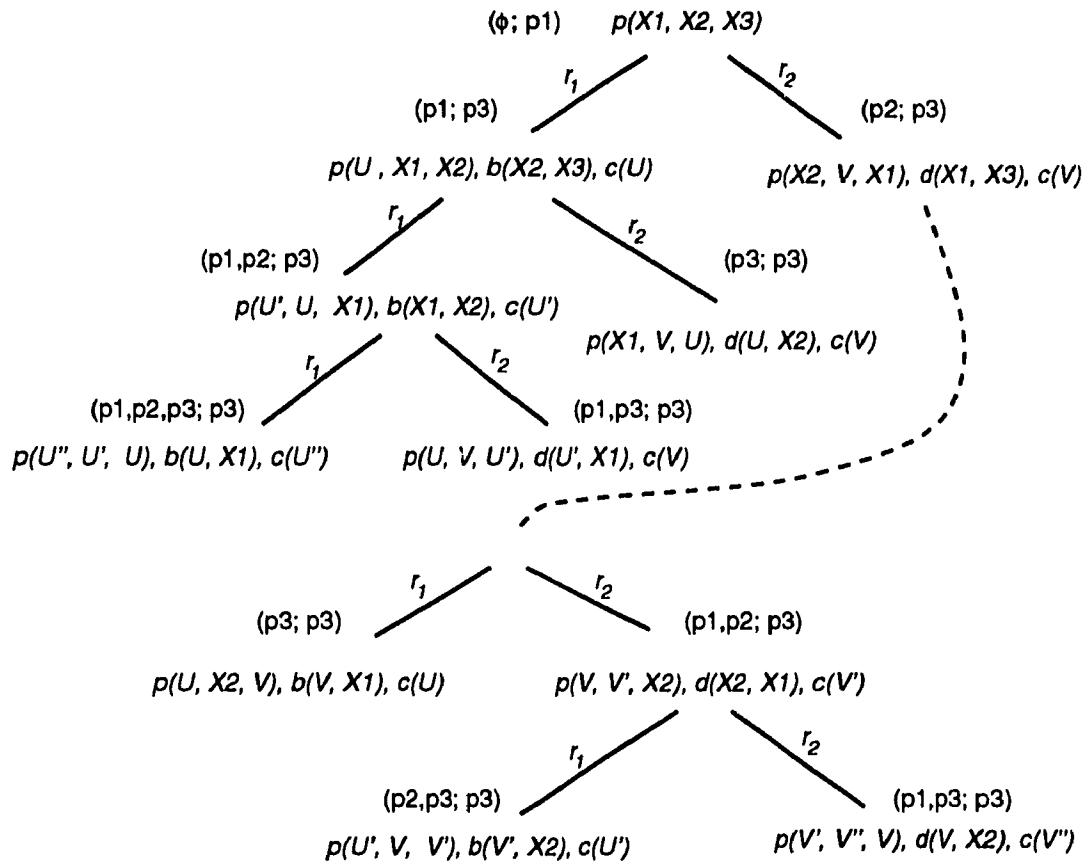 (ϕ; p1) p(X1, X2, X3)
r1 r2
(p1; p3) (p2; p3)
p(U , X1, X2), b(X2, X3), c(U) p(X2, V, X1), d(X1, X3), c(V)
r1 r2
(p1,p2; p3) (p3; p3)
p(U', U, X1), b(X1, X2), c(U') p(X1, V, U), d(U, X2), c(V)
r1 r2
(p1,p2,p3; p3) (p1,p3; p3)
p(U'', U', U), b(U, X1), c(U'') p(U, V, U'), d(U', X1), c(V)
r1 r2
(p3; p3) (p1,p2; p3)
p(U, X2, V), b(V, X1), c(U) p(V, V', X2), d(X2, X1), c(V')
r1 r2
(p2,p3; p3) (p1,p3; p3)
p(U', V, V'), b(V', X2), c(U') p(V', V'', V), d(V, X2), c(V'')